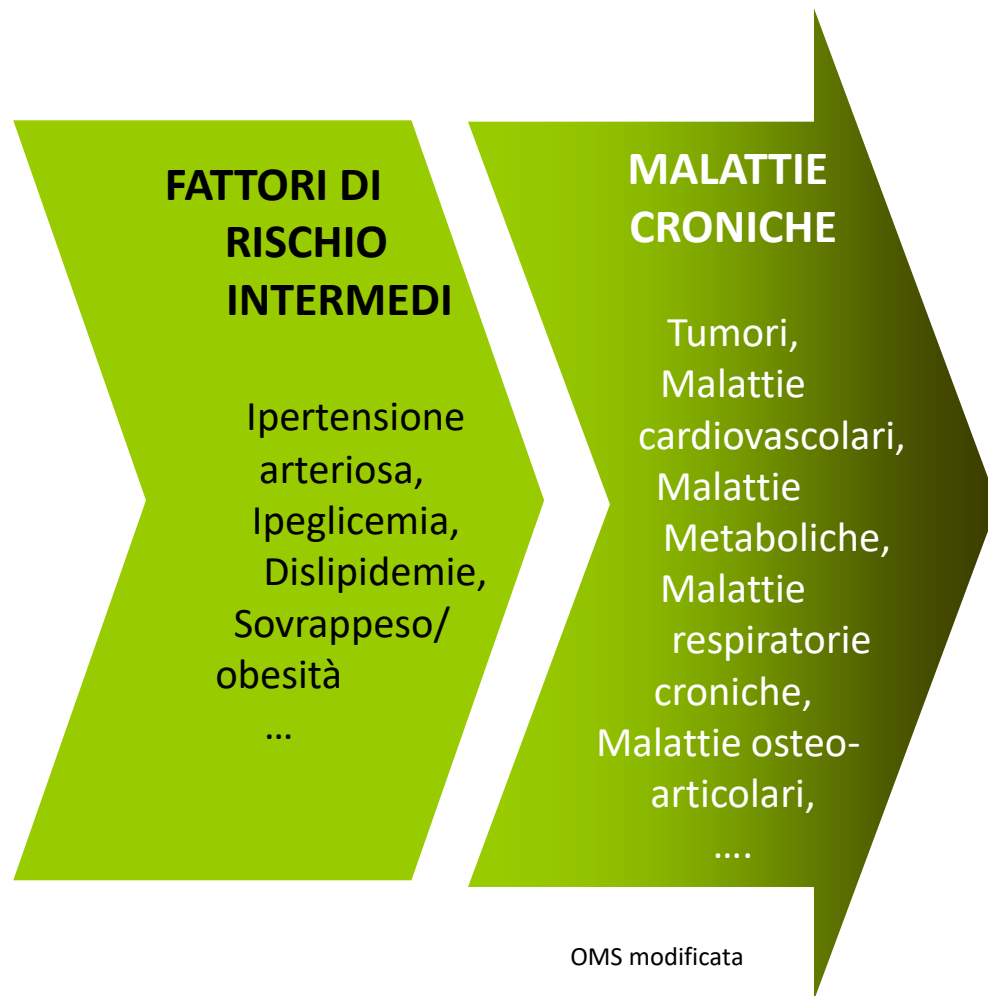 FATTORI DI
RISCHIO
INTERMEDI
Ipertensione
arteriosa,
Ipeglicemia,
Dislipidemie,
Sovrappeso/
obesità
...
MALATTIE
CRONICHE
Tumori,
Malattie
cardiovascolari,
Malattie
Metaboliche,
Malattie
respiratorie
croniche,
Malattie osteo-
articolari,
....
OMS modificata